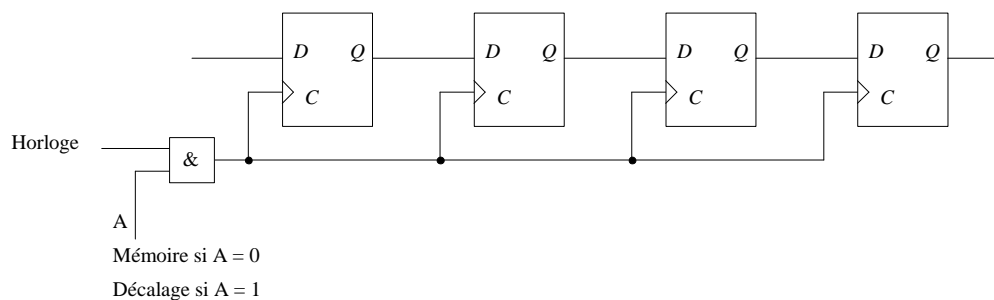 D Q D Q D Q D Q
C C C C
Horloge
&
A
Mémoire si A = 0
Décalage si A = 1